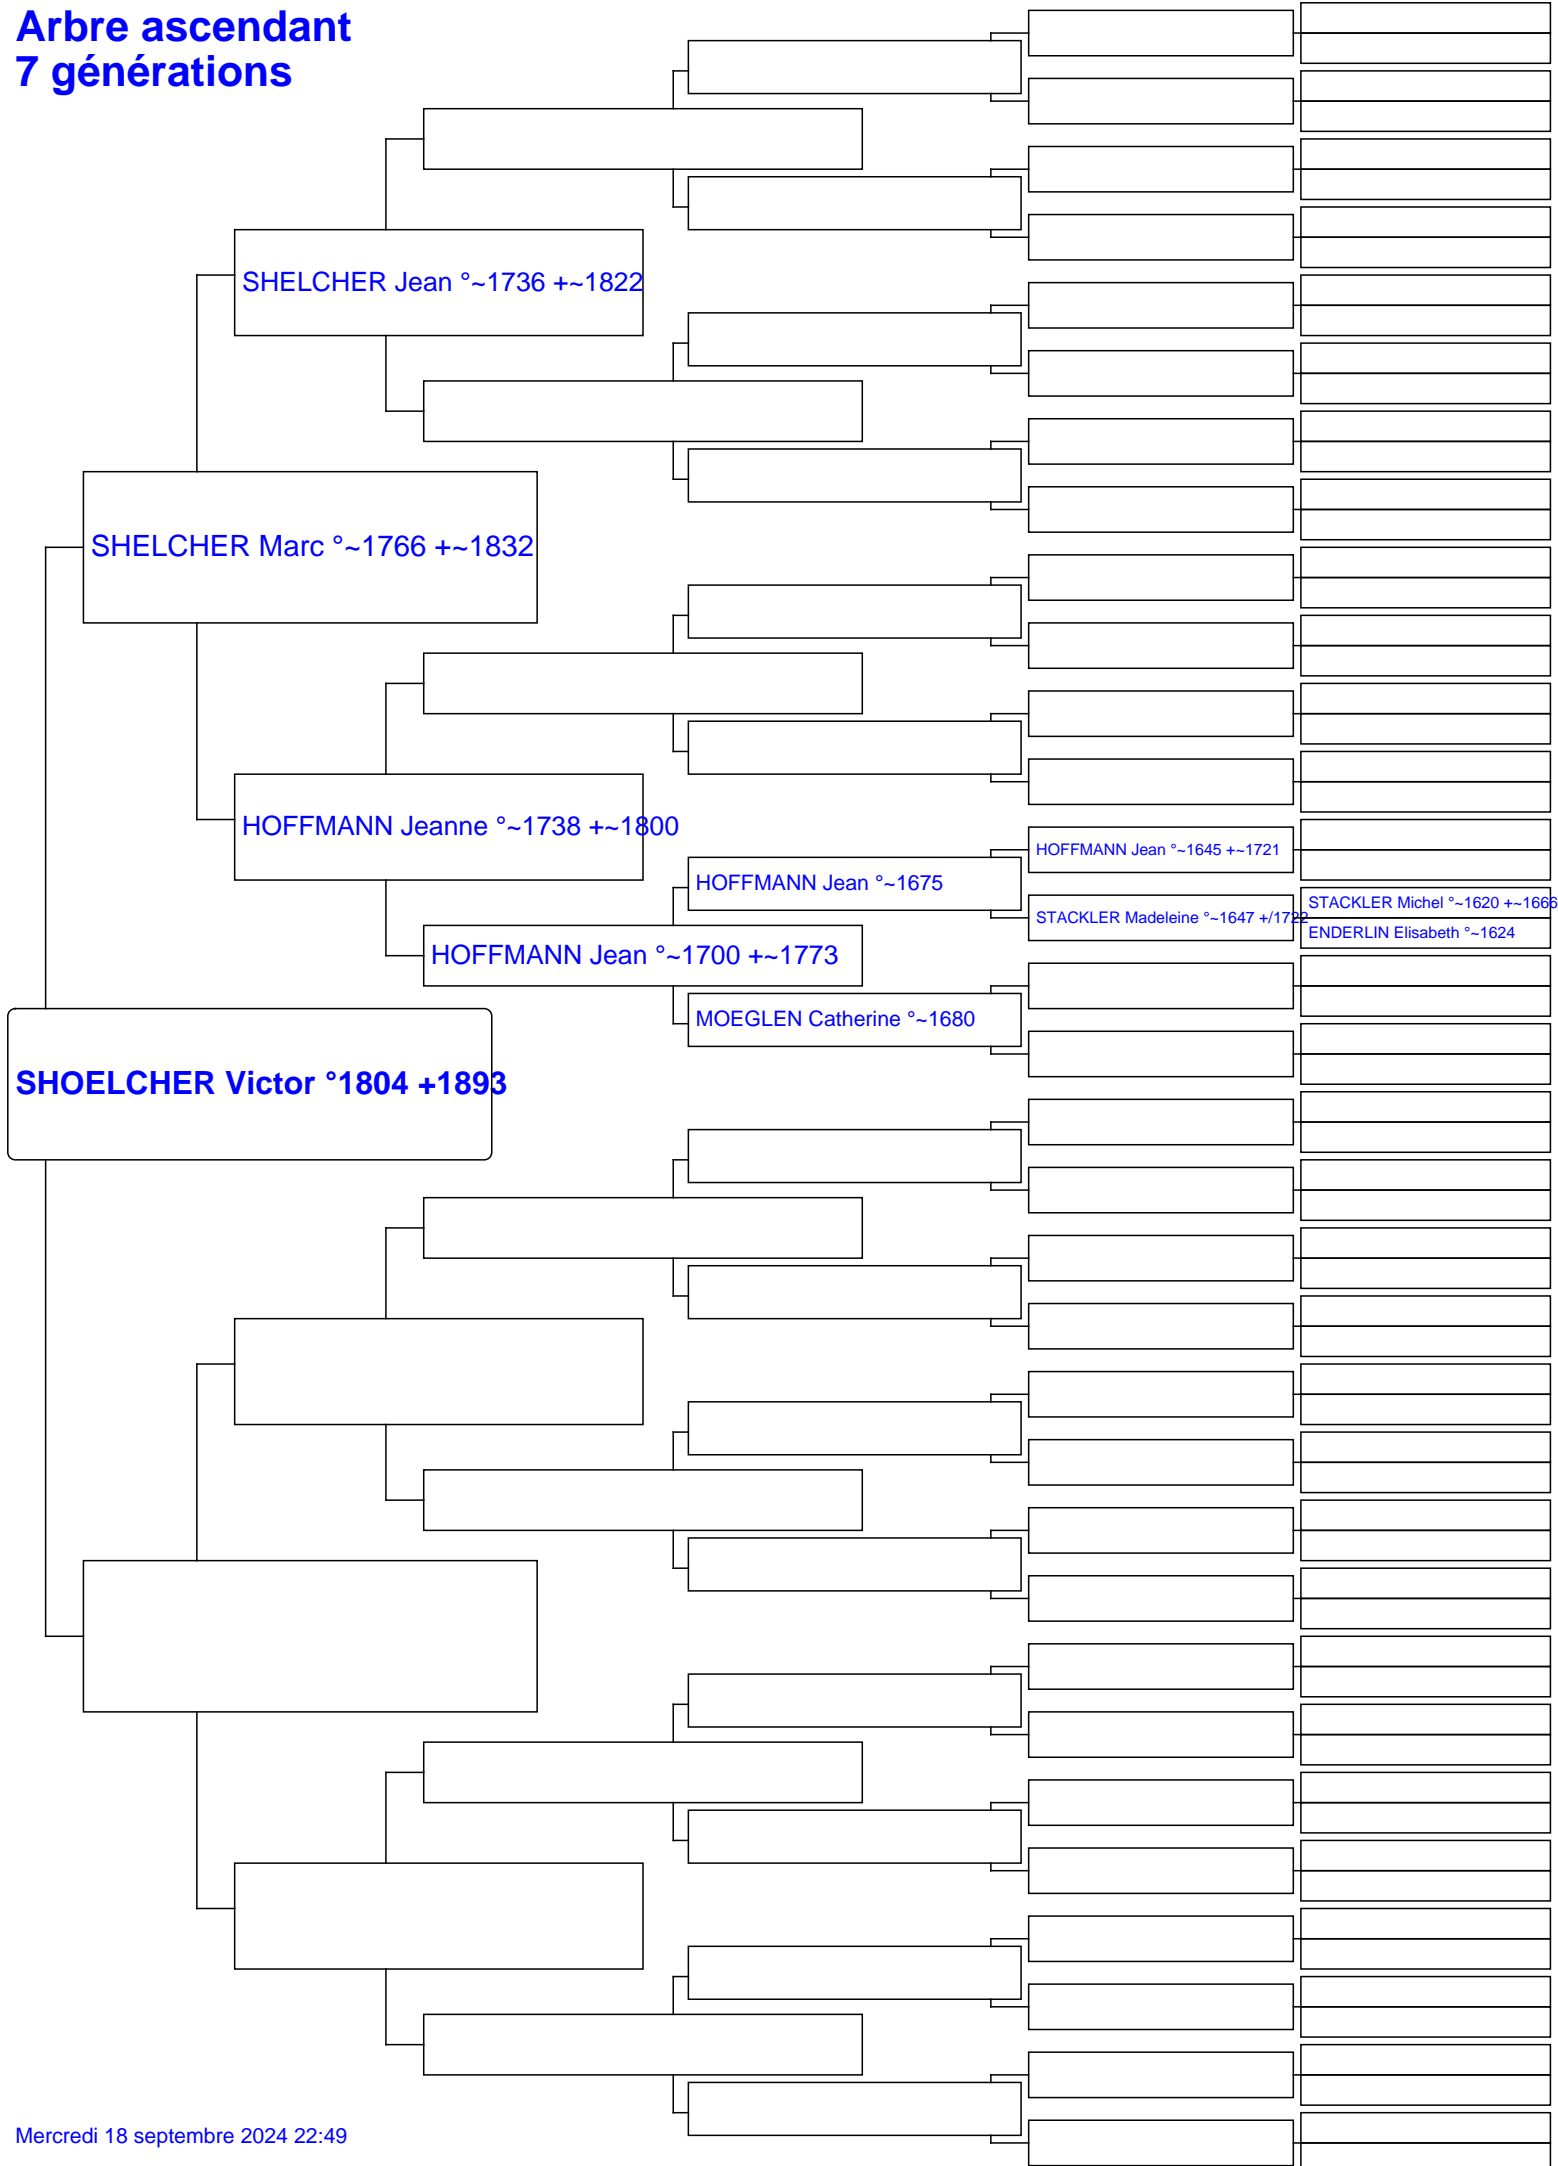 Arbre ascendant
7 générations
SHELCHER Jean °~1736 +~1822
SHELCHER Marc °~1766 +~1832
HOFFMANN Jeanne °~1738 +~1800
HOFFMANN Jean °~1645 +~1721
HOFFMANN Jean °~1675
STACKLER Michel °~1620 +~1666
STACKLER Madeleine °~1647 +/1722
ENDERLIN Elisabeth °~1624
HOFFMANN Jean °~1700 +~1773
MOEGLEN Catherine °~1680
SHOELCHER Victor °1804 +1893
Mercredi 18 septembre 2024 22:49